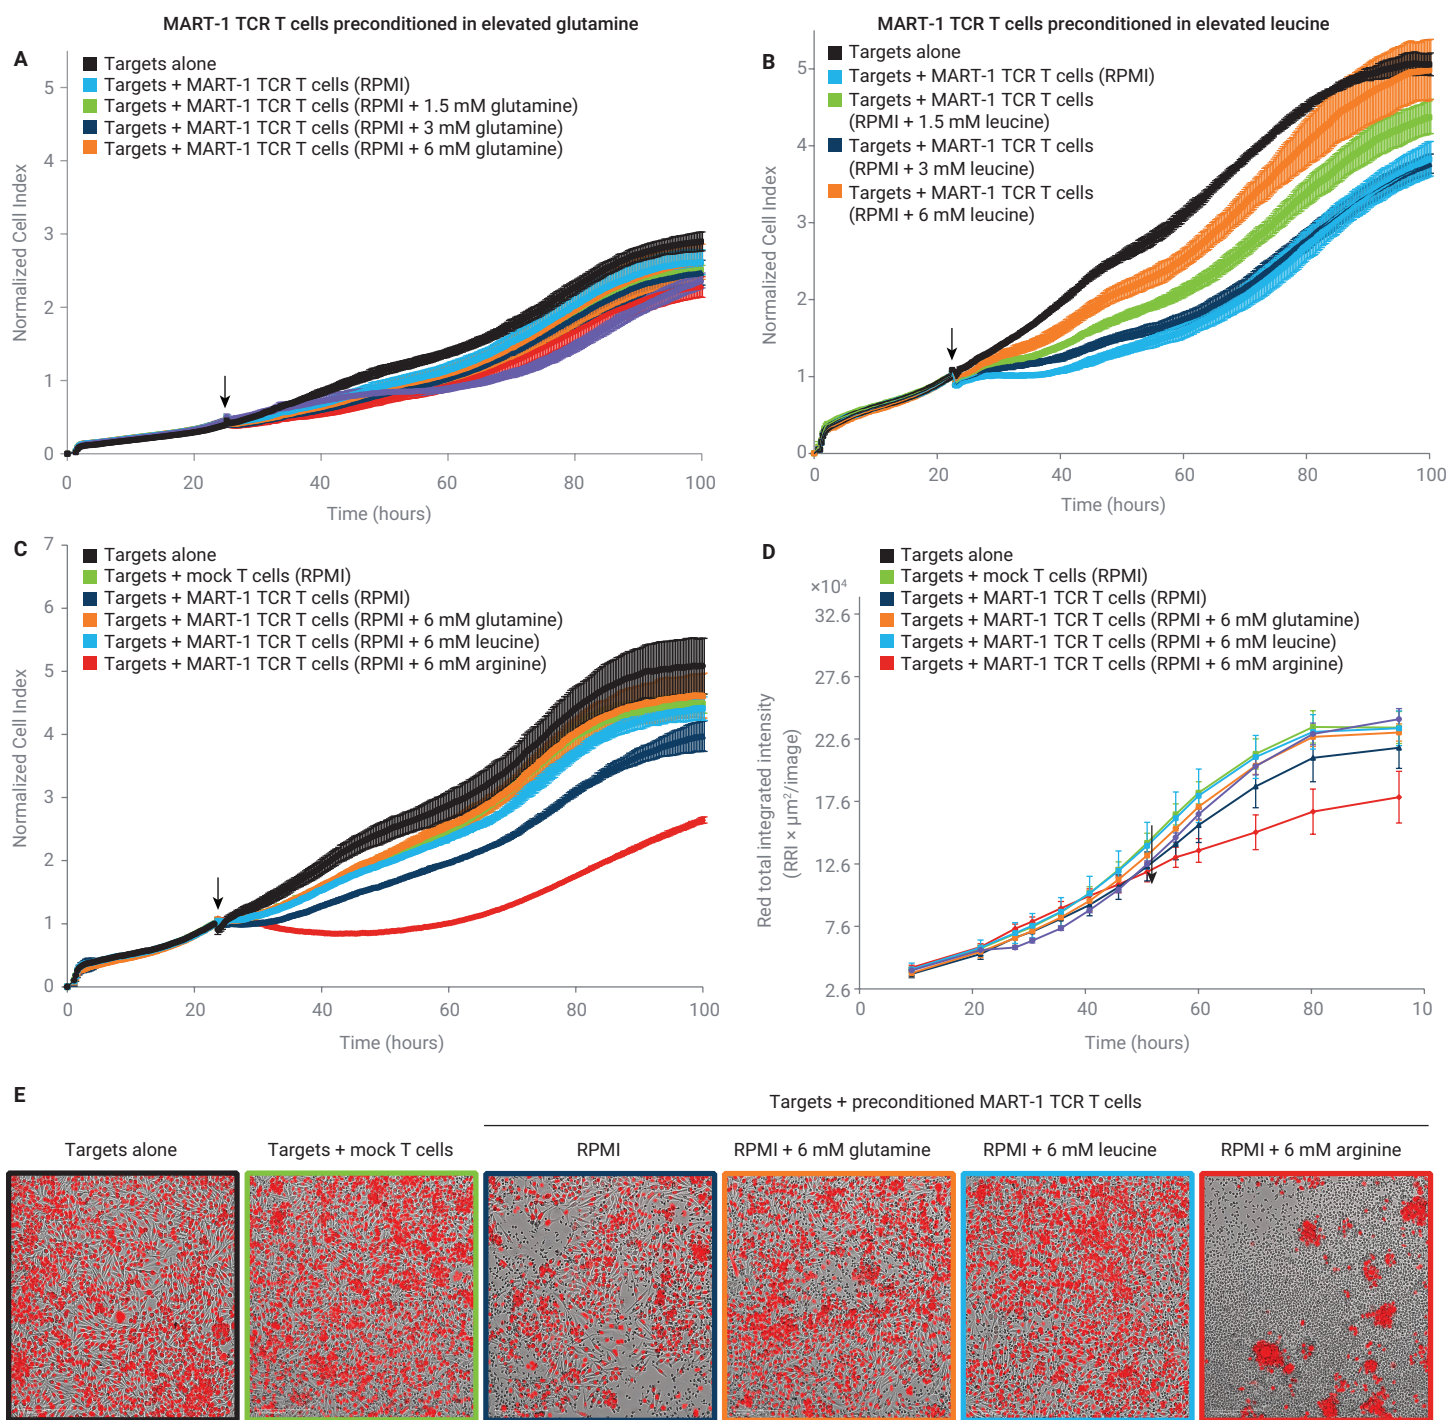 MART-1 TCR T cells preconditioned in elevated glutamine
MART-1 TCR T cells preconditioned in elevated leucine
A
Targets alone
Targets + MART-1 TCR T cells (RPMI)
Targets + MART-1 TCR T cells (RPMI + 1.5 mM glutamine)
Targets + MART-1 TCR T cells (RPMI + 3 mM glutamine)
Targets + MART-1 TCR T cells (RPMI + 6 mM glutamine)
Normalized Cell Index
5
4
3
2
1
0
0 20 40 60 80 100
Time (hours)
B
Targets alone
Targets + MART-1 TCR T cells (RPMI)
Targets + MART-1 TCR T cells
(RPMI + 1.5 mM leucine)
Targets + MART-1 TCR T cells
(RPMI + 3 mM leucine)
Targets + MART-1 TCR T cells
(RPMI + 6 mM leucine)
Normalized Cell Index
5
4
3
2
1
0
0 20 40 60 80 100
Time (hours)
C
Targets alone
Targets + mock T cells (RPMI)
Targets + MART-1 TCR T cells (RPMI)
Targets + MART-1 TCR T cells (RPMI + 6 mM glutamine)
Targets + MART-1 TCR T cells (RPMI + 6 mM leucine)
Targets + MART-1 TCR T cells (RPMI + 6 mM arginine)
Normalized Cell Index
7
6
5
4
3
2
1
0
0 20 40 60 80 100
Time (hours)
D
Targets alone
Targets + mock T cells (RPMI)
Targets + MART-1 TCR T cells (RPMI)
Targets + MART-1 TCR T cells (RPMI + 6 mM glutamine)
Targets + MART-1 TCR T cells (RPMI + 6 mM leucine)
Targets + MART-1 TCR T cells (RPMI + 6 mM arginine)
Red total integrated intensity
(RRI × µm²/image)
×10⁴
32.6
27.6
22.6
17.6
12.6
7.6
2.6
0 20 40 60 80 10
Time (hours)
E
Targets + preconditioned MART-1 TCR T cells
Targets alone
Targets + mock T cells
RPMI
RPMI + 6 mM glutamine
RPMI + 6 mM leucine
RPMI + 6 mM arginine